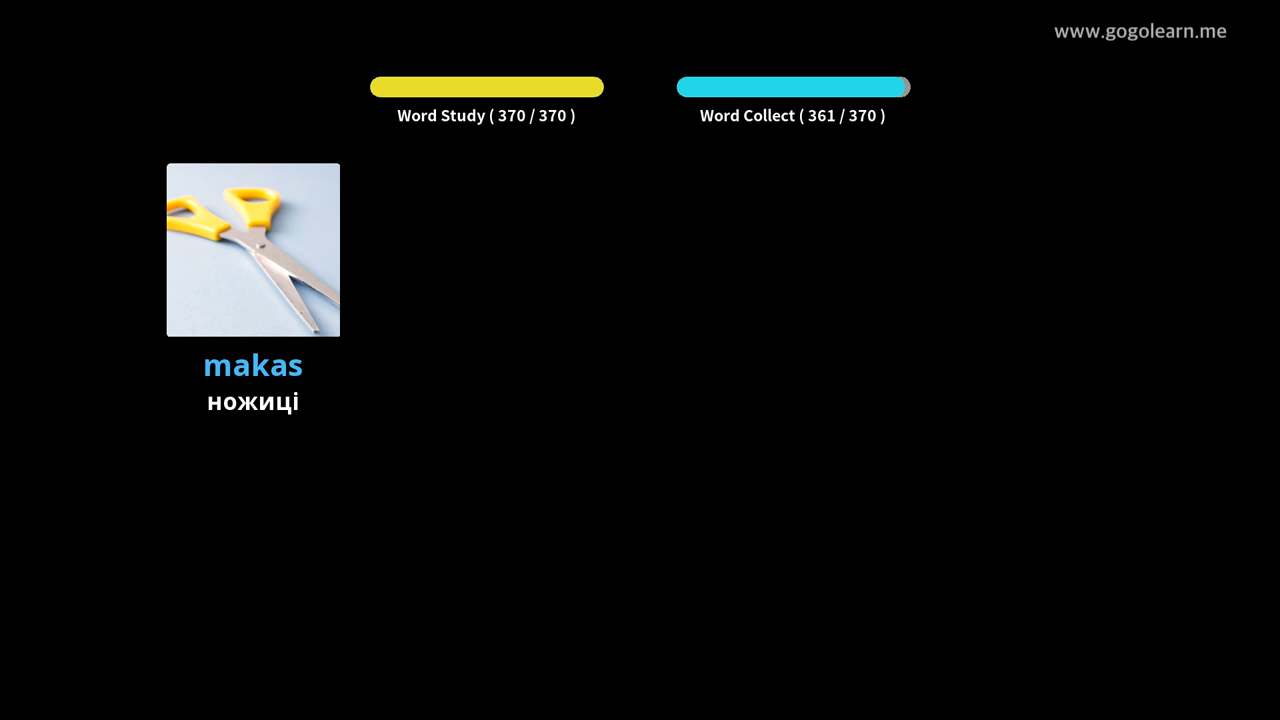 www.gogolearn.me
Word Study ( 370 / 370 )
Word Collect ( 361 / 370 )
makas
ножиці